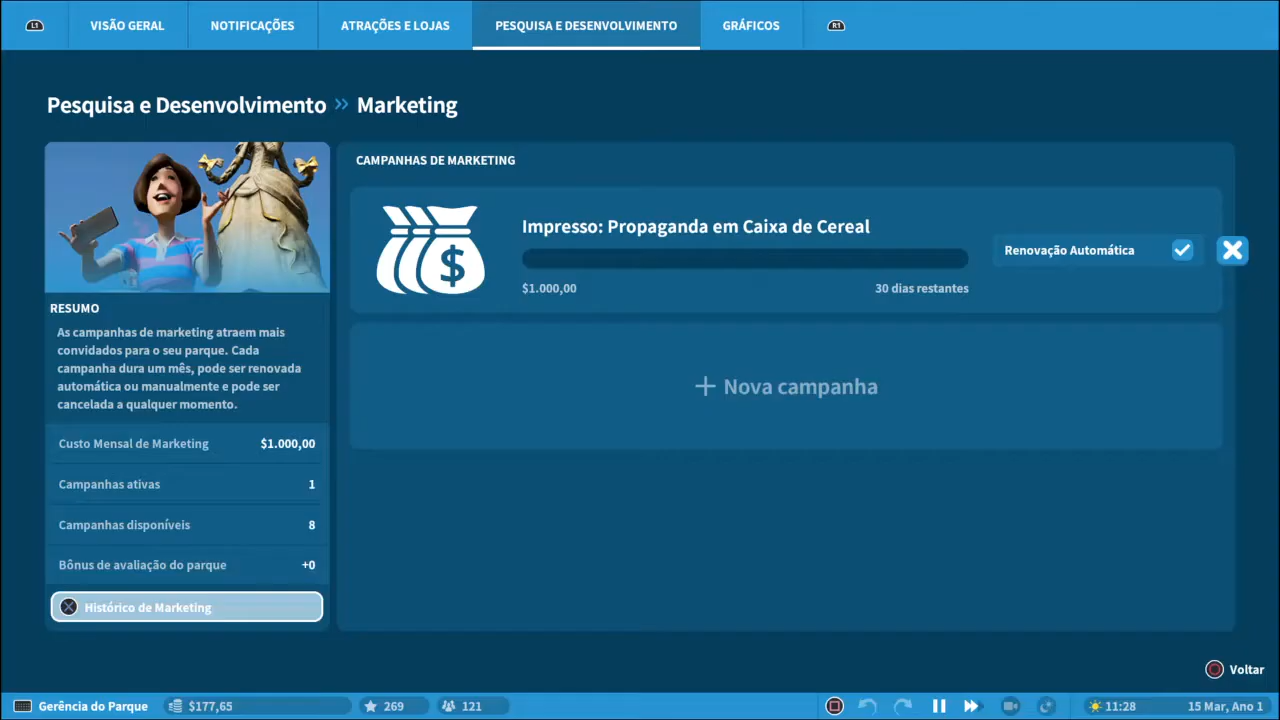 L1
VISÃO GERAL
NOTIFICAÇÕES
ATRAÇÕES E LOJAS
PESQUISA E DESENVOLVIMENTO
GRÁFICOS
R1
Pesquisa e Desenvolvimento » Marketing
CAMPANHAS DE MARKETING
$
Impresso: Propaganda em Caixa de Cereal
$1.000,00
30 dias restantes
Renovação Automática
+ Nova campanha
RESUMO
As campanhas de marketing atraem mais
convidados para o seu parque. Cada
campanha dura um mês, pode ser renovada
automática ou manualmente e pode ser
cancelada a qualquer momento.
Custo Mensal de Marketing $1.000,00
Campanhas ativas 1
Campanhas disponíveis 8
Bônus de avaliação do parque +0
Histórico de Marketing
Voltar
Gerência do Parque
$177,65
269
121
11:28
15 Mar, Ano 1